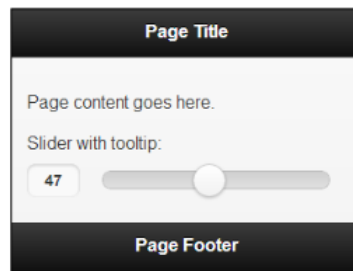 Page Title
Page content goes here.
Slider with tooltip:
47
Page Footer